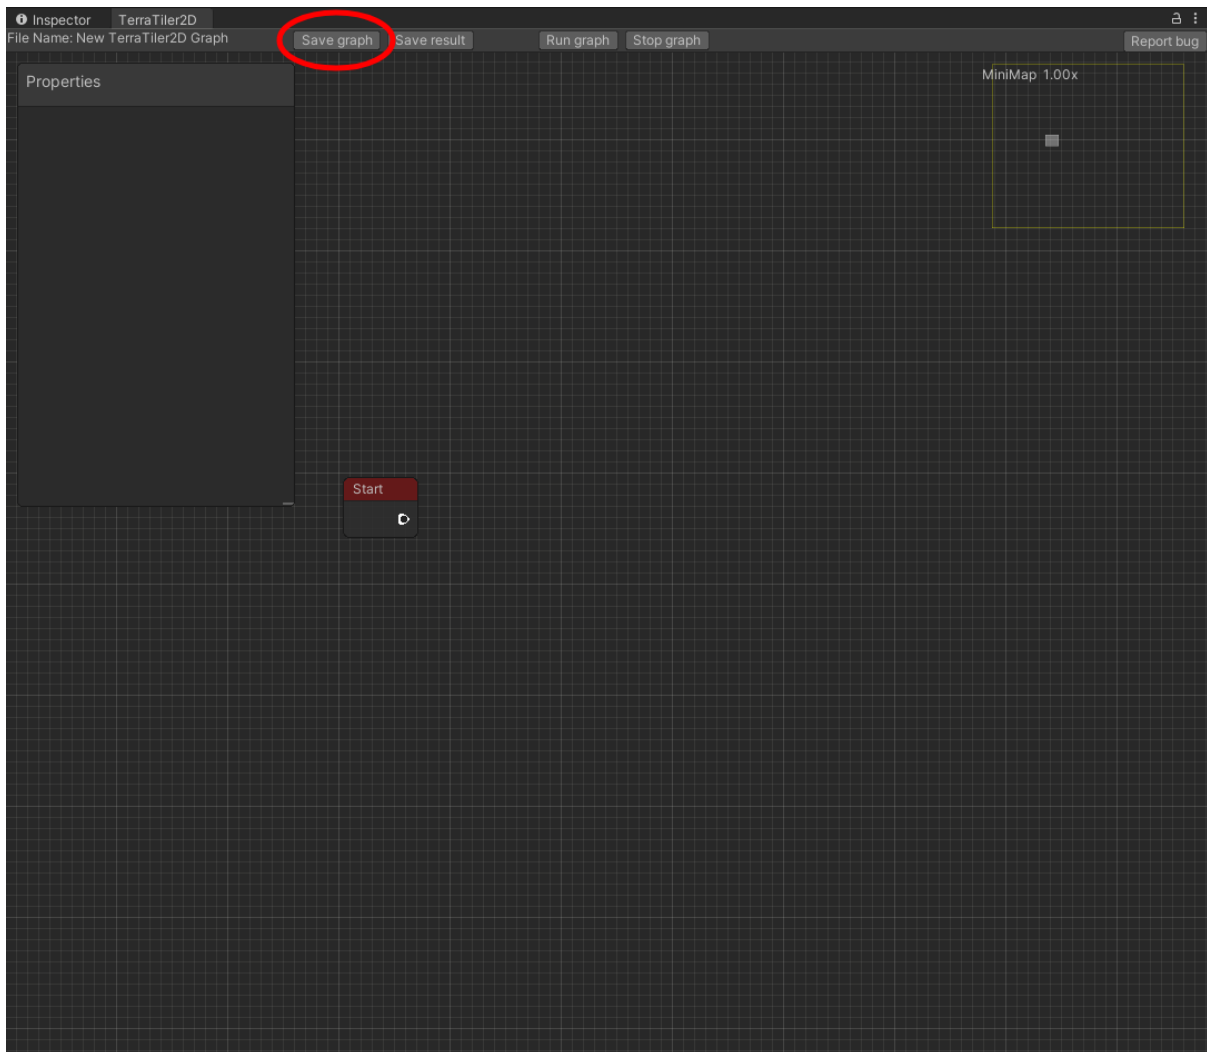 Inspector TerraTiler2D
File Name: New TerraTiler2D Graph Save graph Save result Run graph Stop graph Report bug
Properties
MiniMap 1.00x
Start